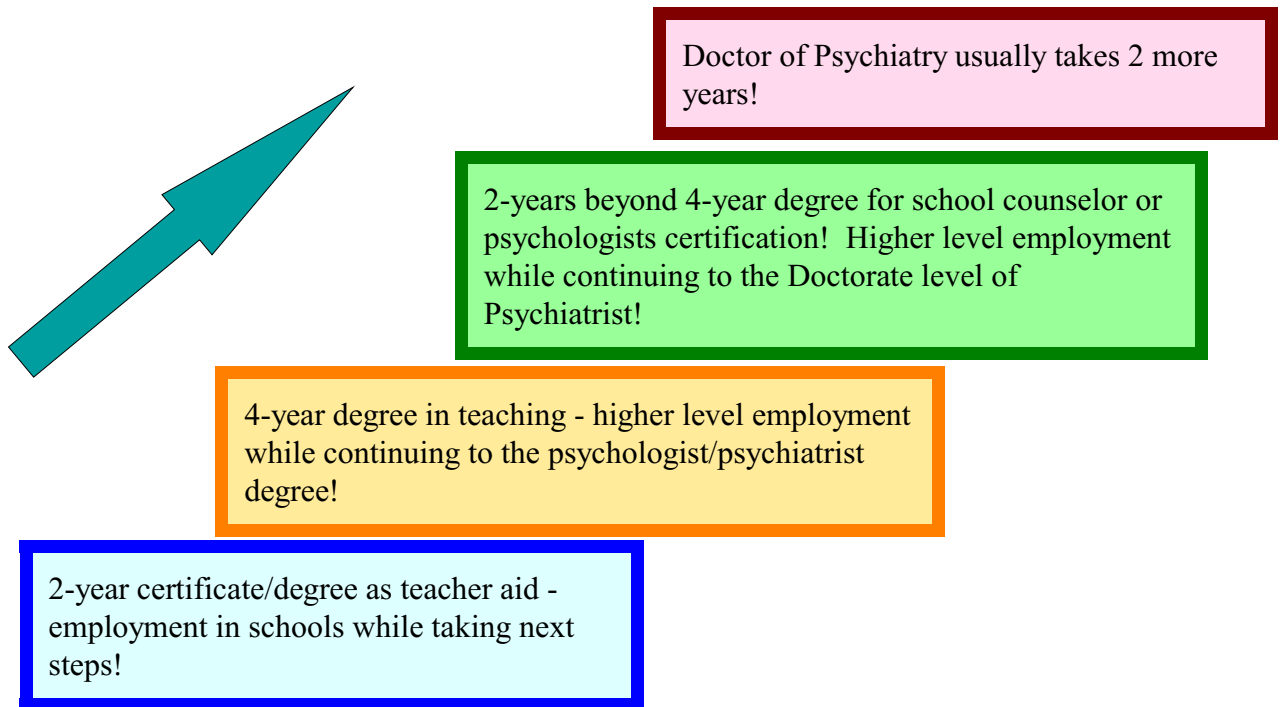 Doctor of Psychiatry usually takes 2 more
years!
2-years beyond 4-year degree for school counselor or
psychologists certification!  Higher level employment
while continuing to the Doctorate level of
Psychiatrist!
4-year degree in teaching - higher level employment
while continuing to the psychologist/psychiatrist
degree!
2-year certificate/degree as teacher aid -
employment in schools while taking next
steps!